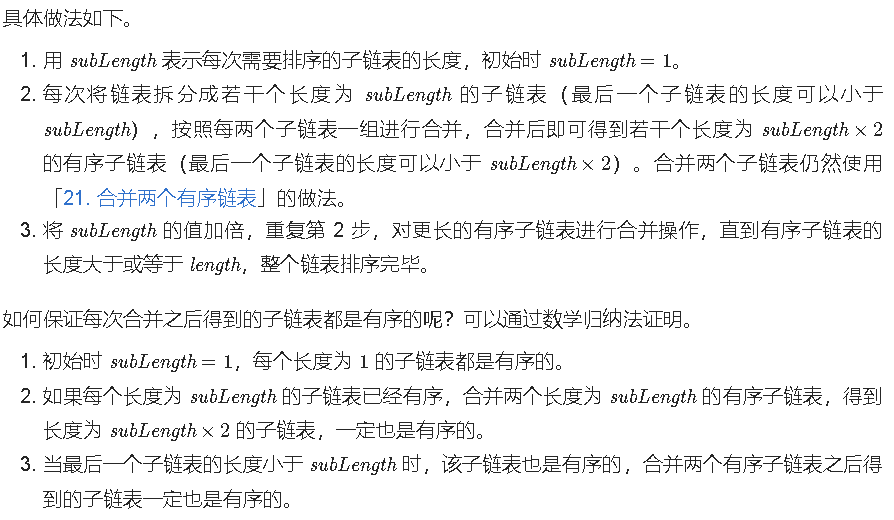 具体做法如下。
1. 用 subLength 表示每次需要排序的子链表的长度，初始时 subLength = 1。
2. 每次将链表拆分成若干个长度为 subLength 的子链表（最后一个子链表的长度可以小于
subLength），按照每两个子链表一组进行合并，合并后即可得到若干个长度为 subLength × 2
的有序子链表（最后一个子链表的长度可以小于 subLength × 2）。合并两个子链表仍然使用
「21. 合并两个有序链表」的做法。
3. 将 subLength 的值加倍，重复第 2 步，对更长的有序子链表进行合并操作，直到有序子链表的
长度大于或等于 length，整个链表排序完毕。
如何保证每次合并之后得到的子链表都是有序的呢？可以通过数学归纳法证明。
1. 初始时 subLength = 1，每个长度为 1 的子链表都是有序的。
2. 如果每个长度为 subLength 的子链表已经有序，合并两个长度为 subLength 的有序子链表，得到
长度为 subLength × 2 的子链表，一定也是有序的。
3. 当最后一个子链表的长度小于 subLength 时，该子链表也是有序的，合并两个有序子链表之后得
到的子链表一定也是有序的。